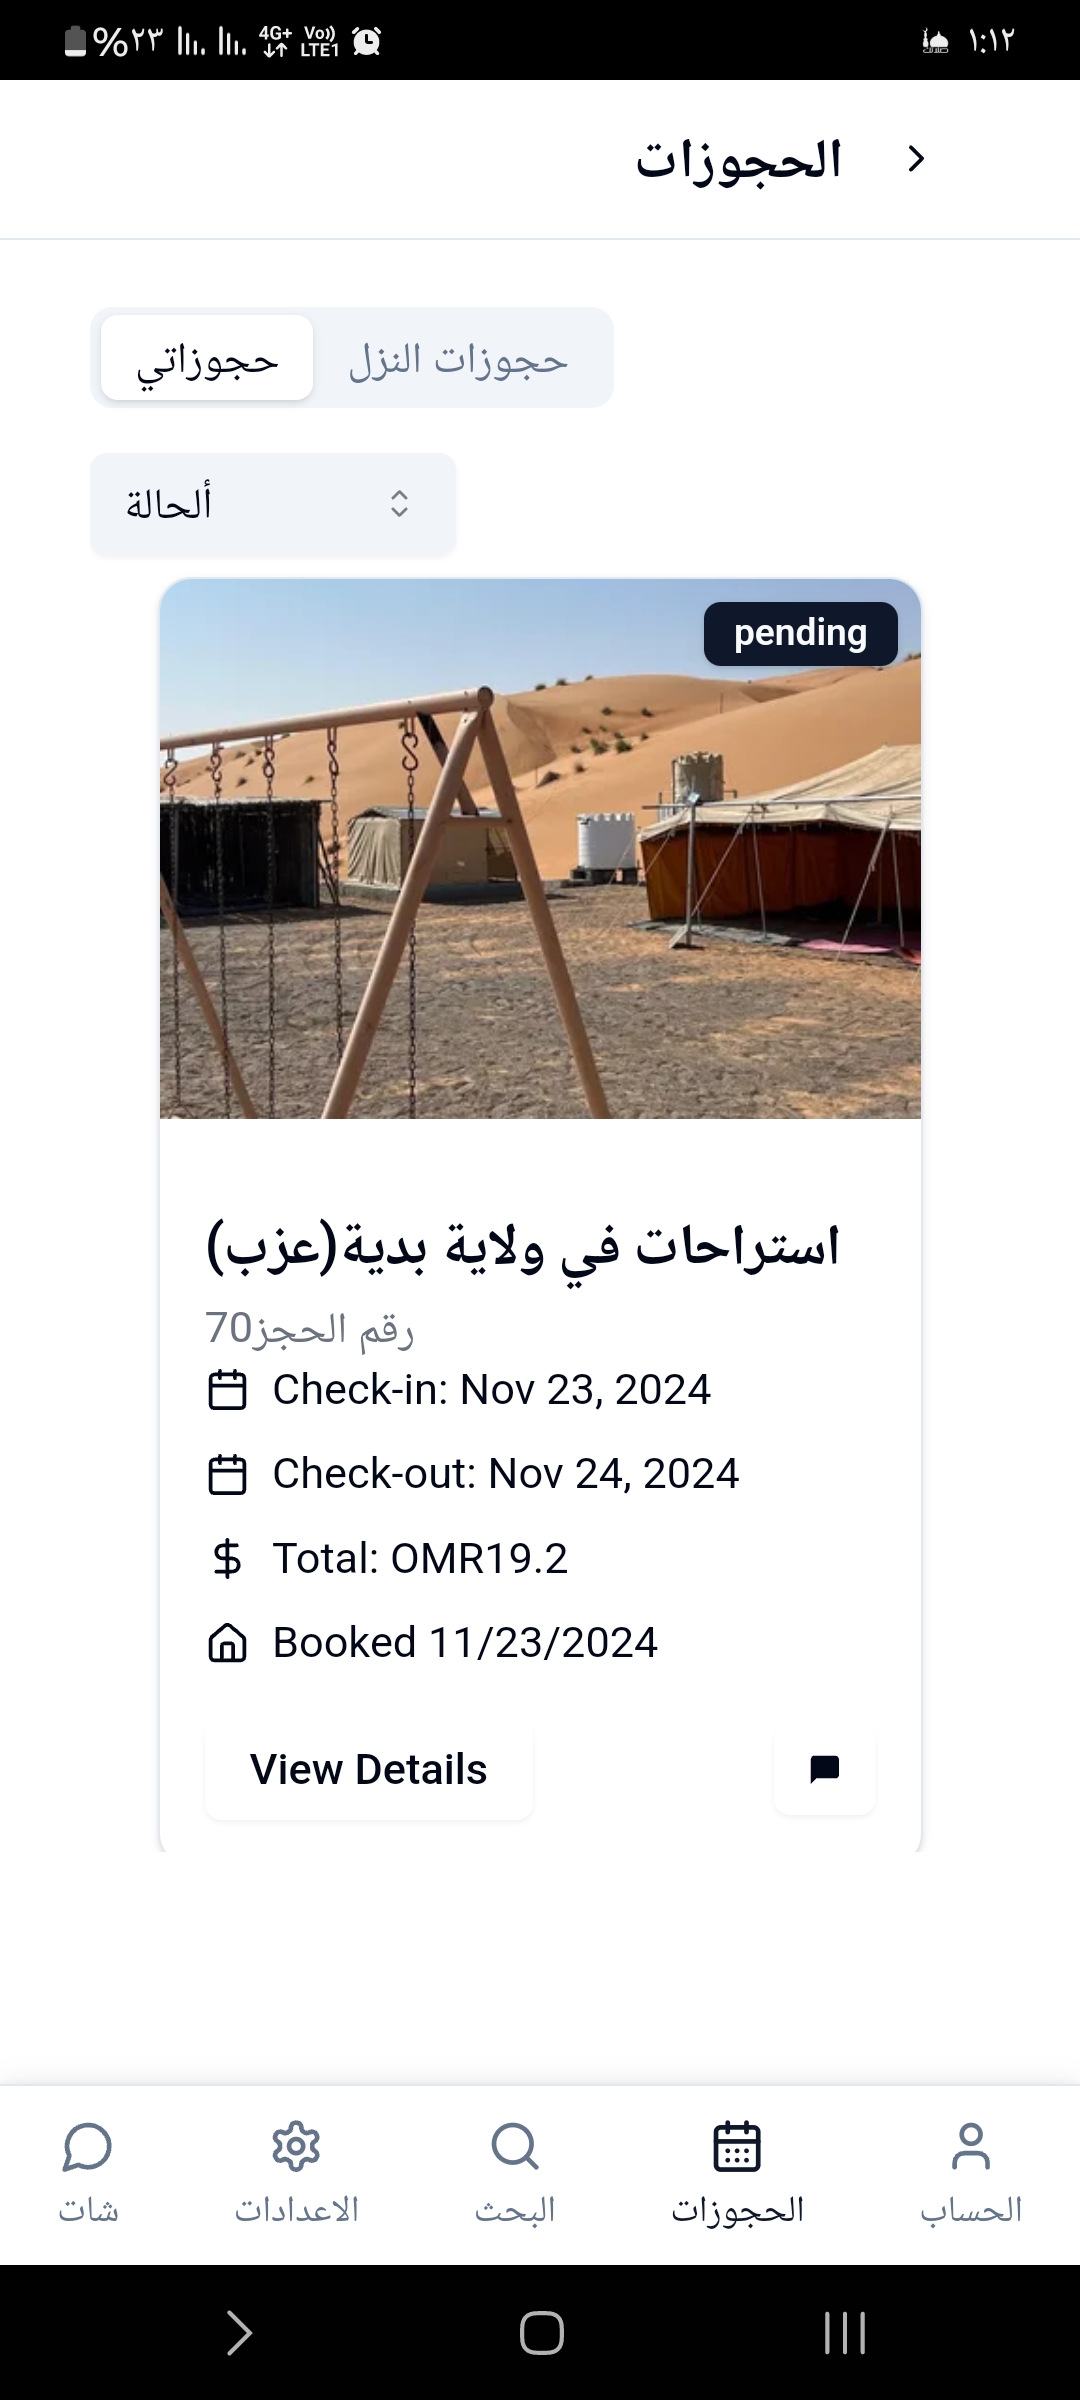 %٢٣ 4G+ Vo)) LTE1 ١:١٢
الحجوزات
حجوزاتي حجوزات النزل
ألحالة
pending
استراحات في ولاية بدية(عزب)
رقم الحجز70
Check-in: Nov 23, 2024
Check-out: Nov 24, 2024
Total: OMR19.2
Booked 11/23/2024
View Details
الحساب الحجوزات البحث الاعدادات شات